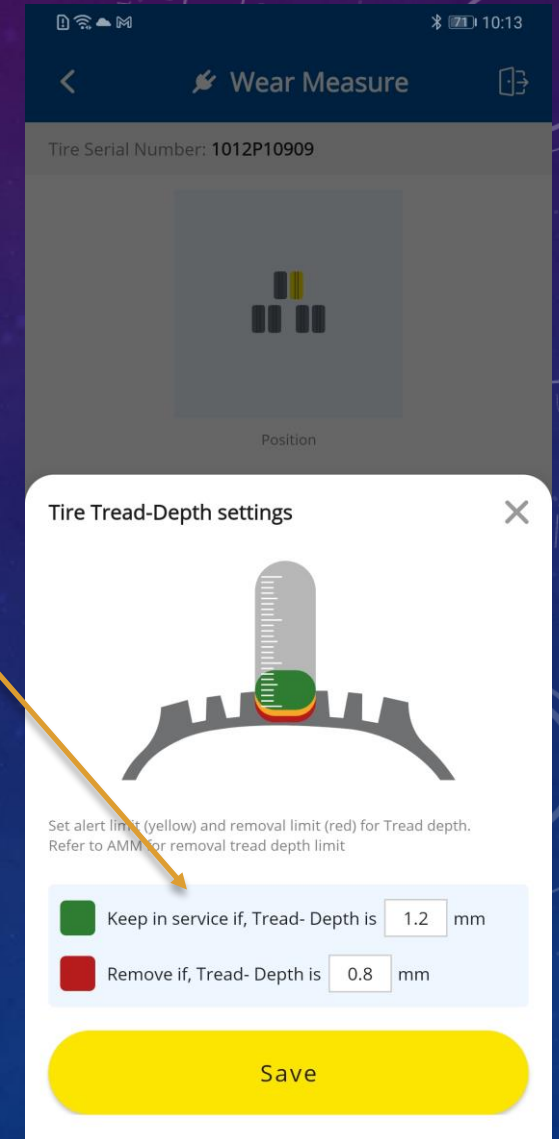 71 10:13
Wear Measure
Tire Serial Number: 1012P10909
Position
Tire Tread-Depth settings
Set alert limit (yellow) and removal limit (red) for Tread depth.
Refer to AMM for removal tread depth limit
Keep in service if, Tread- Depth is 1.2 mm
Remove if, Tread- Depth is 0.8 mm
Save